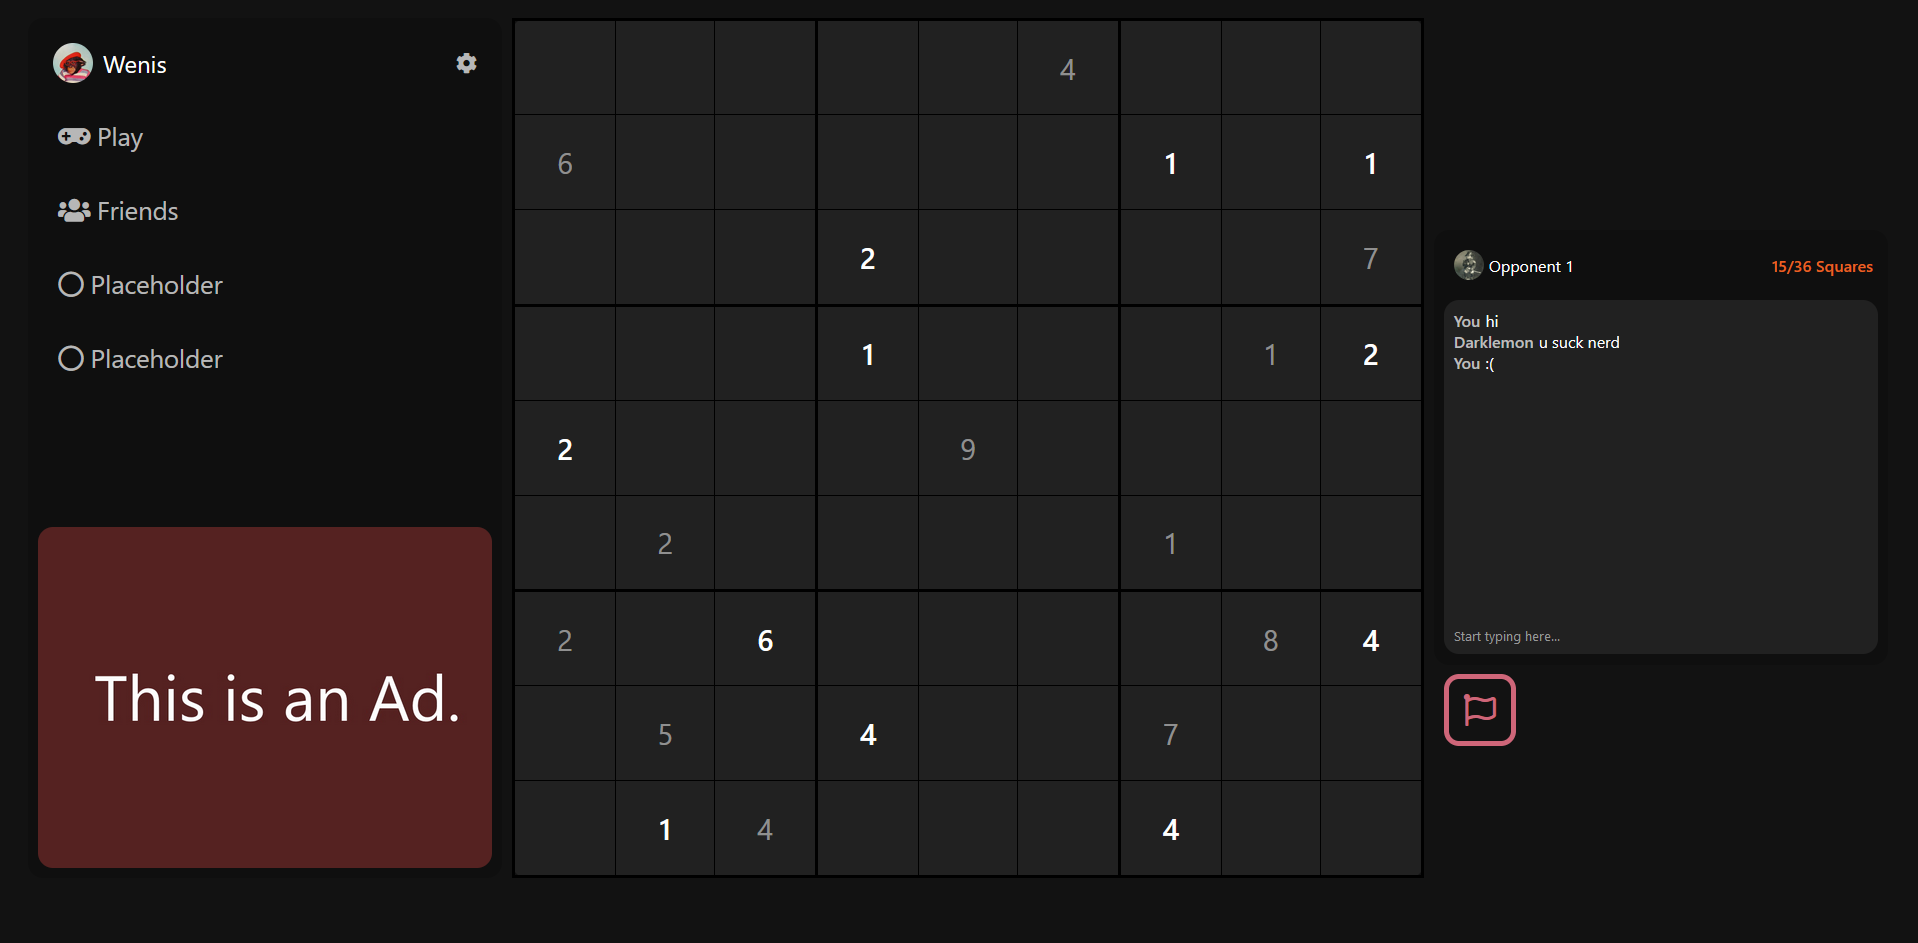 Wenis
Play
Friends
Placeholder
Placeholder
This is an Ad.
4
6 1 1
2 7
1 1 2
2 9
2 1
2 6 8 4
5 4 7
1 4 4
Opponent 1 15/36 Squares
You hi
Darklemon u suck nerd
You :(
Start typing here...